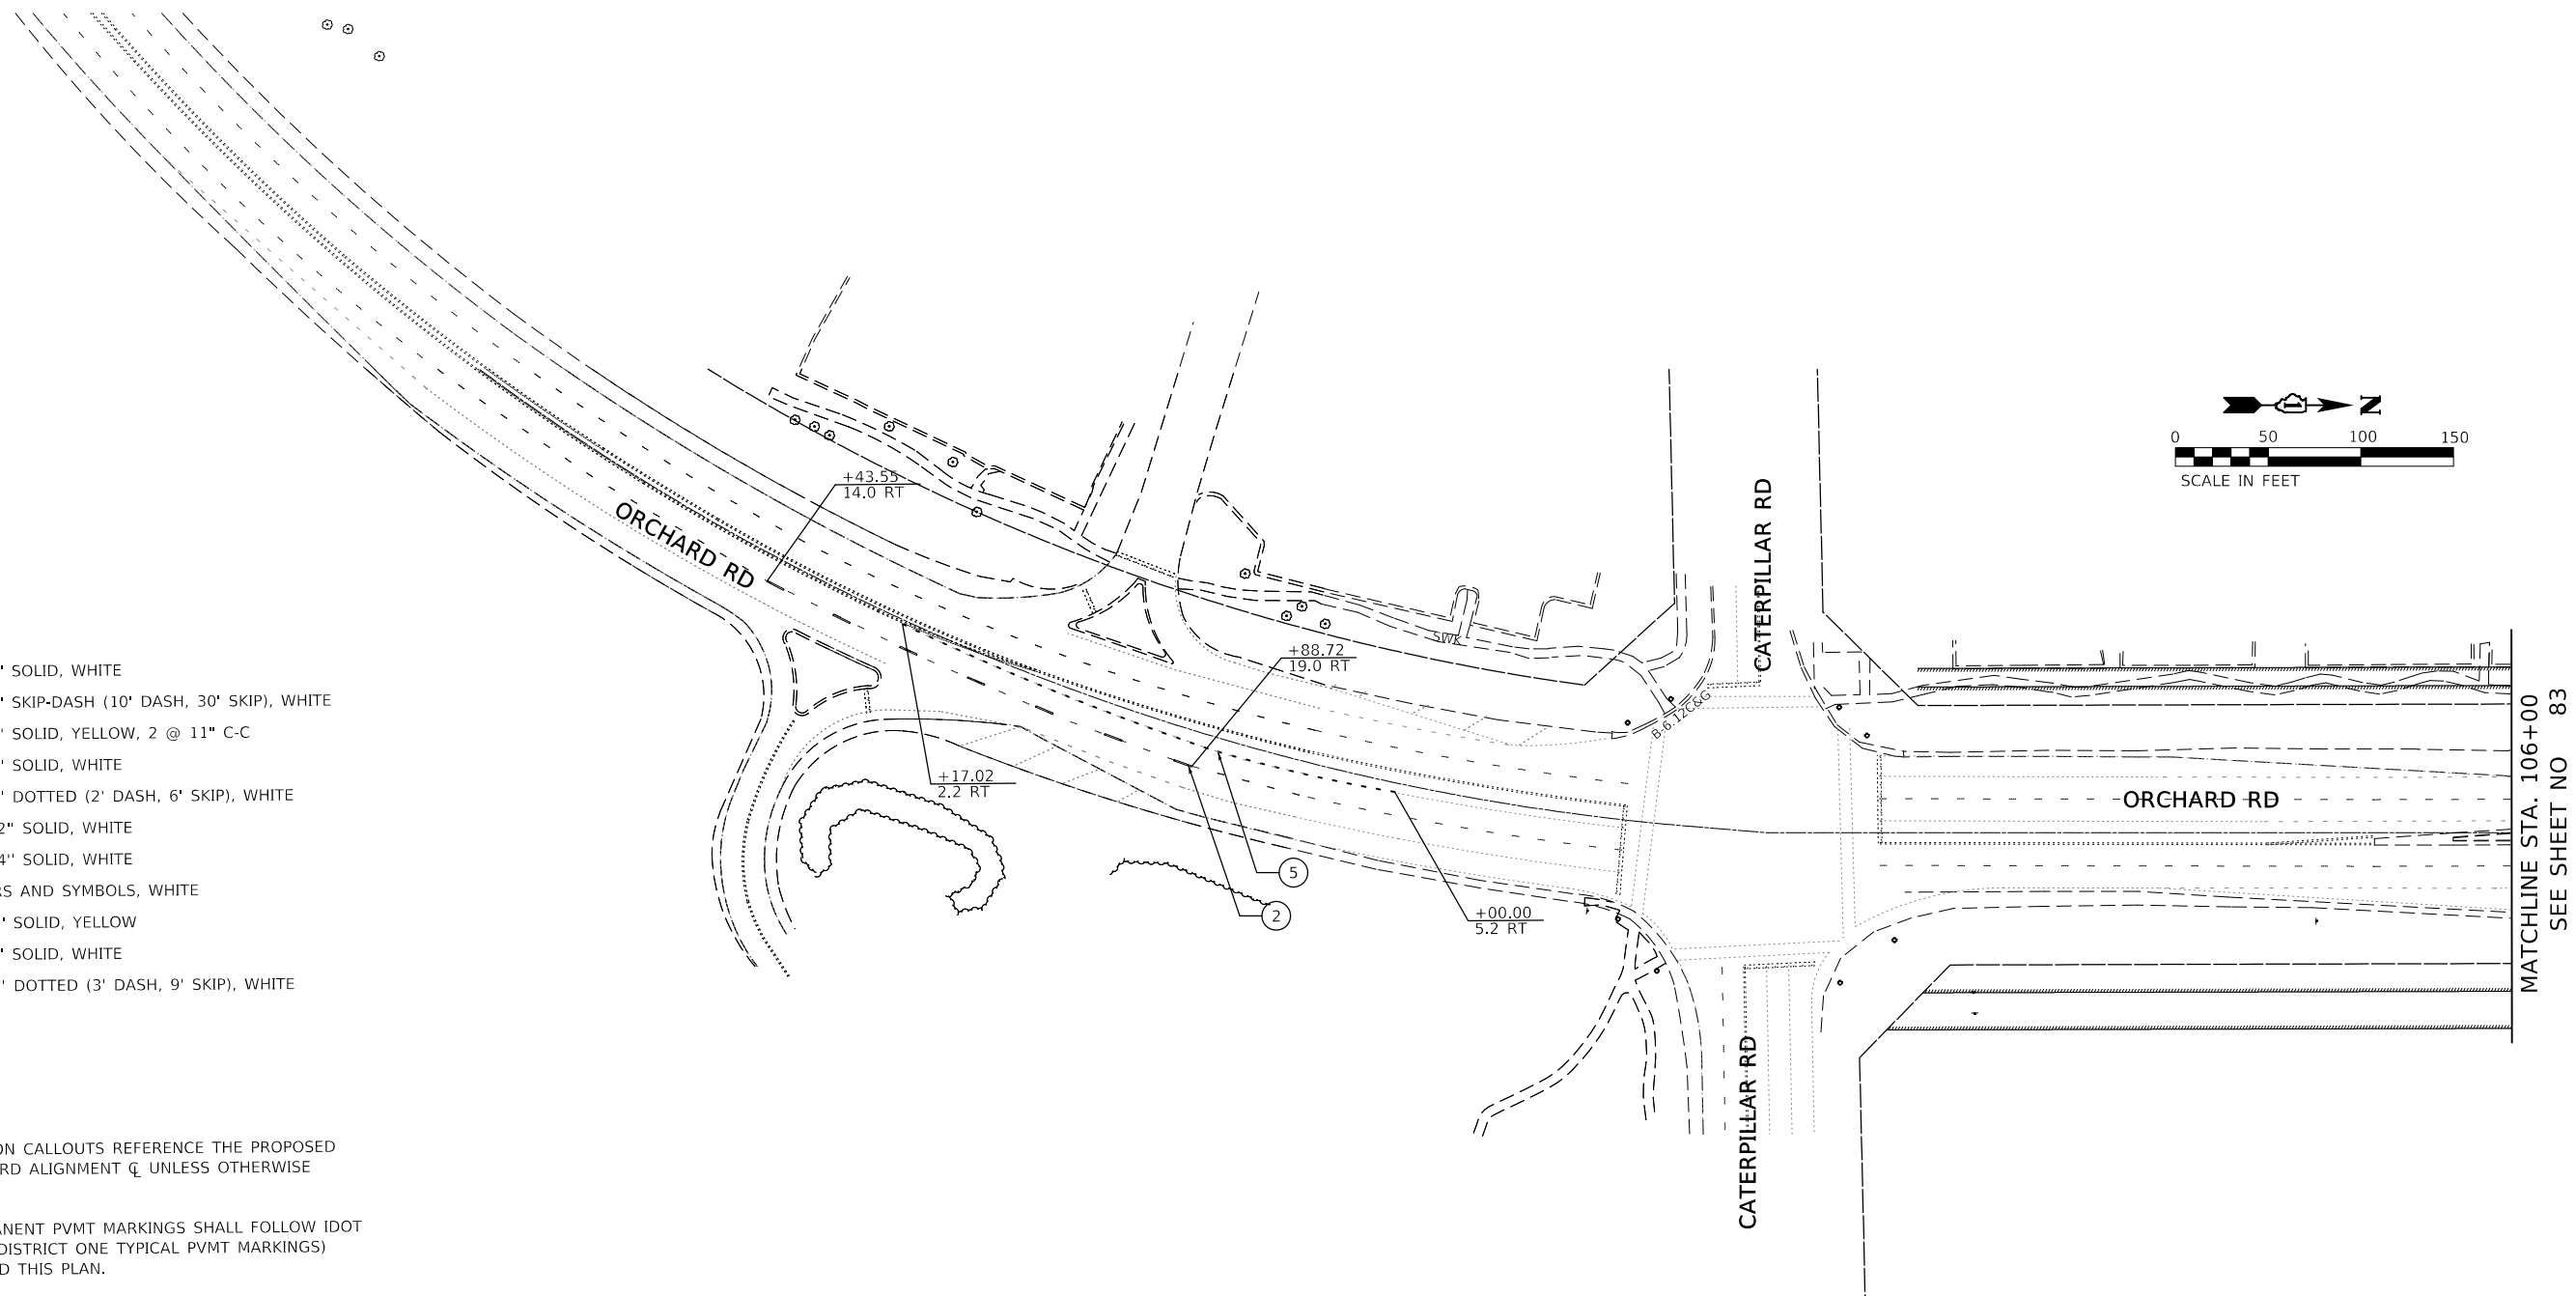 ' SOLID, WHITE
' SKIP-DASH (10' DASH, 30' SKIP), WHITE
' SOLID, YELLOW, 2 @ 11" C-C
' SOLID, WHITE
' DOTTED (2' DASH, 6' SKIP), WHITE
2" SOLID, WHITE
4'' SOLID, WHITE
RS AND SYMBOLS, WHITE
' SOLID, YELLOW
' SOLID, WHITE
' DOTTED (3' DASH, 9' SKIP), WHITE
ON CALLOUTS REFERENCE THE PROPOSED
RD ALIGNMENT ℄ UNLESS OTHERWISE
ANENT PVMT MARKINGS SHALL FOLLOW IDOT
DISTRICT ONE TYPICAL PVMT MARKINGS)
D THIS PLAN.
ORCHARD RD
+43.55
14.0 RT
+17.02
2.2 RT
+88.72
19.0 RT
5
2
+00.00
5.2 RT
SWK
B-6.12C&G
CATERPILLAR RD
CATERPILLAR RD
N
0 50 100 150
SCALE IN FEET
ORCHARD RD
MATCHLINE STA. 106+00
SEE SHEET NO 83